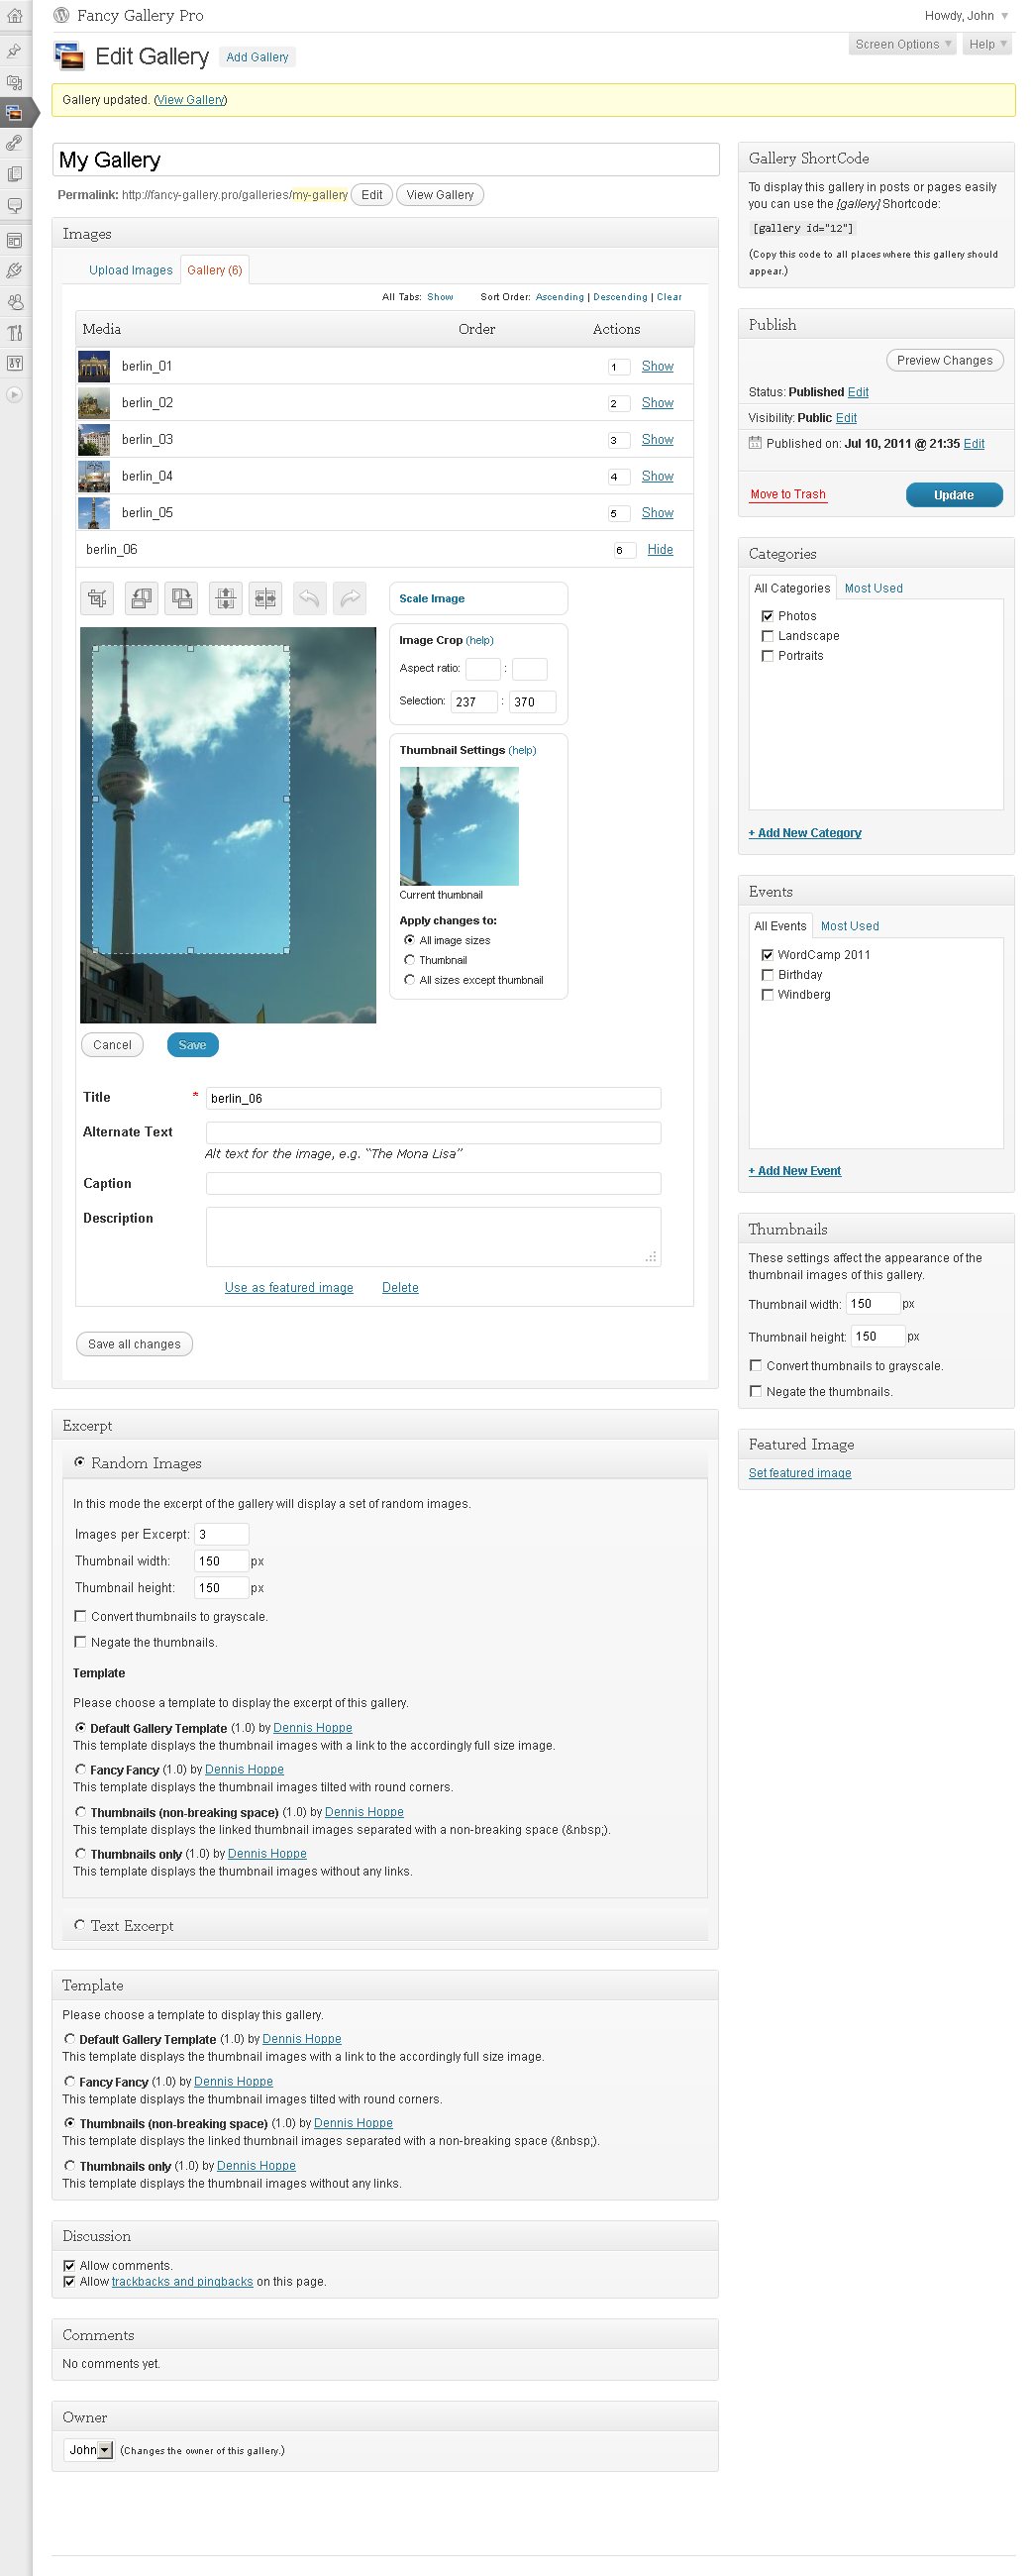 Fancy Gallery Pro
Howdy, John
Screen Options
Help
Edit Gallery
Add Gallery
Gallery updated. (View Gallery)
My Gallery
Permalink: http://fancy-gallery.pro/galleries/my-gallery Edit View Gallery
Images
Upload Images
Gallery (6)
All Tabs: Show Sort Order: Ascending | Descending | Clear
Media Order Actions
berlin_01 1 Show
berlin_02 2 Show
berlin_03 3 Show
berlin_04 4 Show
berlin_05 5 Show
berlin_06 6 Hide
Scale Image
Image Crop (help)
Aspect ratio: :
Selection: 237 : 370
Thumbnail Settings (help)
Current thumbnail
Apply changes to:
All image sizes
Thumbnail
All sizes except thumbnail
Cancel Save
Title * berlin_06
Alternate Text
Alt text for the image, e.g. “The Mona Lisa”
Caption
Description
Use as featured image Delete
Save all changes
Excerpt
Random Images
In this mode the excerpt of the gallery will display a set of random images.
Images per Excerpt: 3
Thumbnail width: 150 px
Thumbnail height: 150 px
Convert thumbnails to grayscale.
Negate the thumbnails.
Template
Please choose a template to display the excerpt of this gallery.
Default Gallery Template (1.0) by Dennis Hoppe
This template displays the thumbnail images with a link to the accordingly full size image.
Fancy Fancy (1.0) by Dennis Hoppe
This template displays the thumbnail images tilted with round corners.
Thumbnails (non-breaking space) (1.0) by Dennis Hoppe
This template displays the linked thumbnail images separated with a non-breaking space (&nbsp;).
Thumbnails only (1.0) by Dennis Hoppe
This template displays the thumbnail images without any links.
Text Excerpt
Template
Please choose a template to display this gallery.
Default Gallery Template (1.0) by Dennis Hoppe
This template displays the thumbnail images with a link to the accordingly full size image.
Fancy Fancy (1.0) by Dennis Hoppe
This template displays the thumbnail images tilted with round corners.
Thumbnails (non-breaking space) (1.0) by Dennis Hoppe
This template displays the linked thumbnail images separated with a non-breaking space (&nbsp;).
Thumbnails only (1.0) by Dennis Hoppe
This template displays the thumbnail images without any links.
Discussion
Allow comments.
Allow trackbacks and pingbacks on this page.
Comments
No comments yet.
Owner
John (Changes the owner of this gallery.)
Gallery ShortCode
To display this gallery in posts or pages easily
you can use the [gallery] Shortcode:
[gallery id="12"]
(Copy this code to all places where this gallery should
appear.)
Publish
Preview Changes
Status: Published Edit
Visibility: Public Edit
Published on: Jul 10, 2011 @ 21:35 Edit
Move to Trash Update
Categories
All Categories Most Used
Photos
Landscape
Portraits
+ Add New Category
Events
All Events Most Used
WordCamp 2011
Birthday
Windberg
+ Add New Event
Thumbnails
These settings affect the appearance of the
thumbnail images of this gallery.
Thumbnail width: 150 px
Thumbnail height: 150 px
Convert thumbnails to grayscale.
Negate the thumbnails.
Featured Image
Set featured image